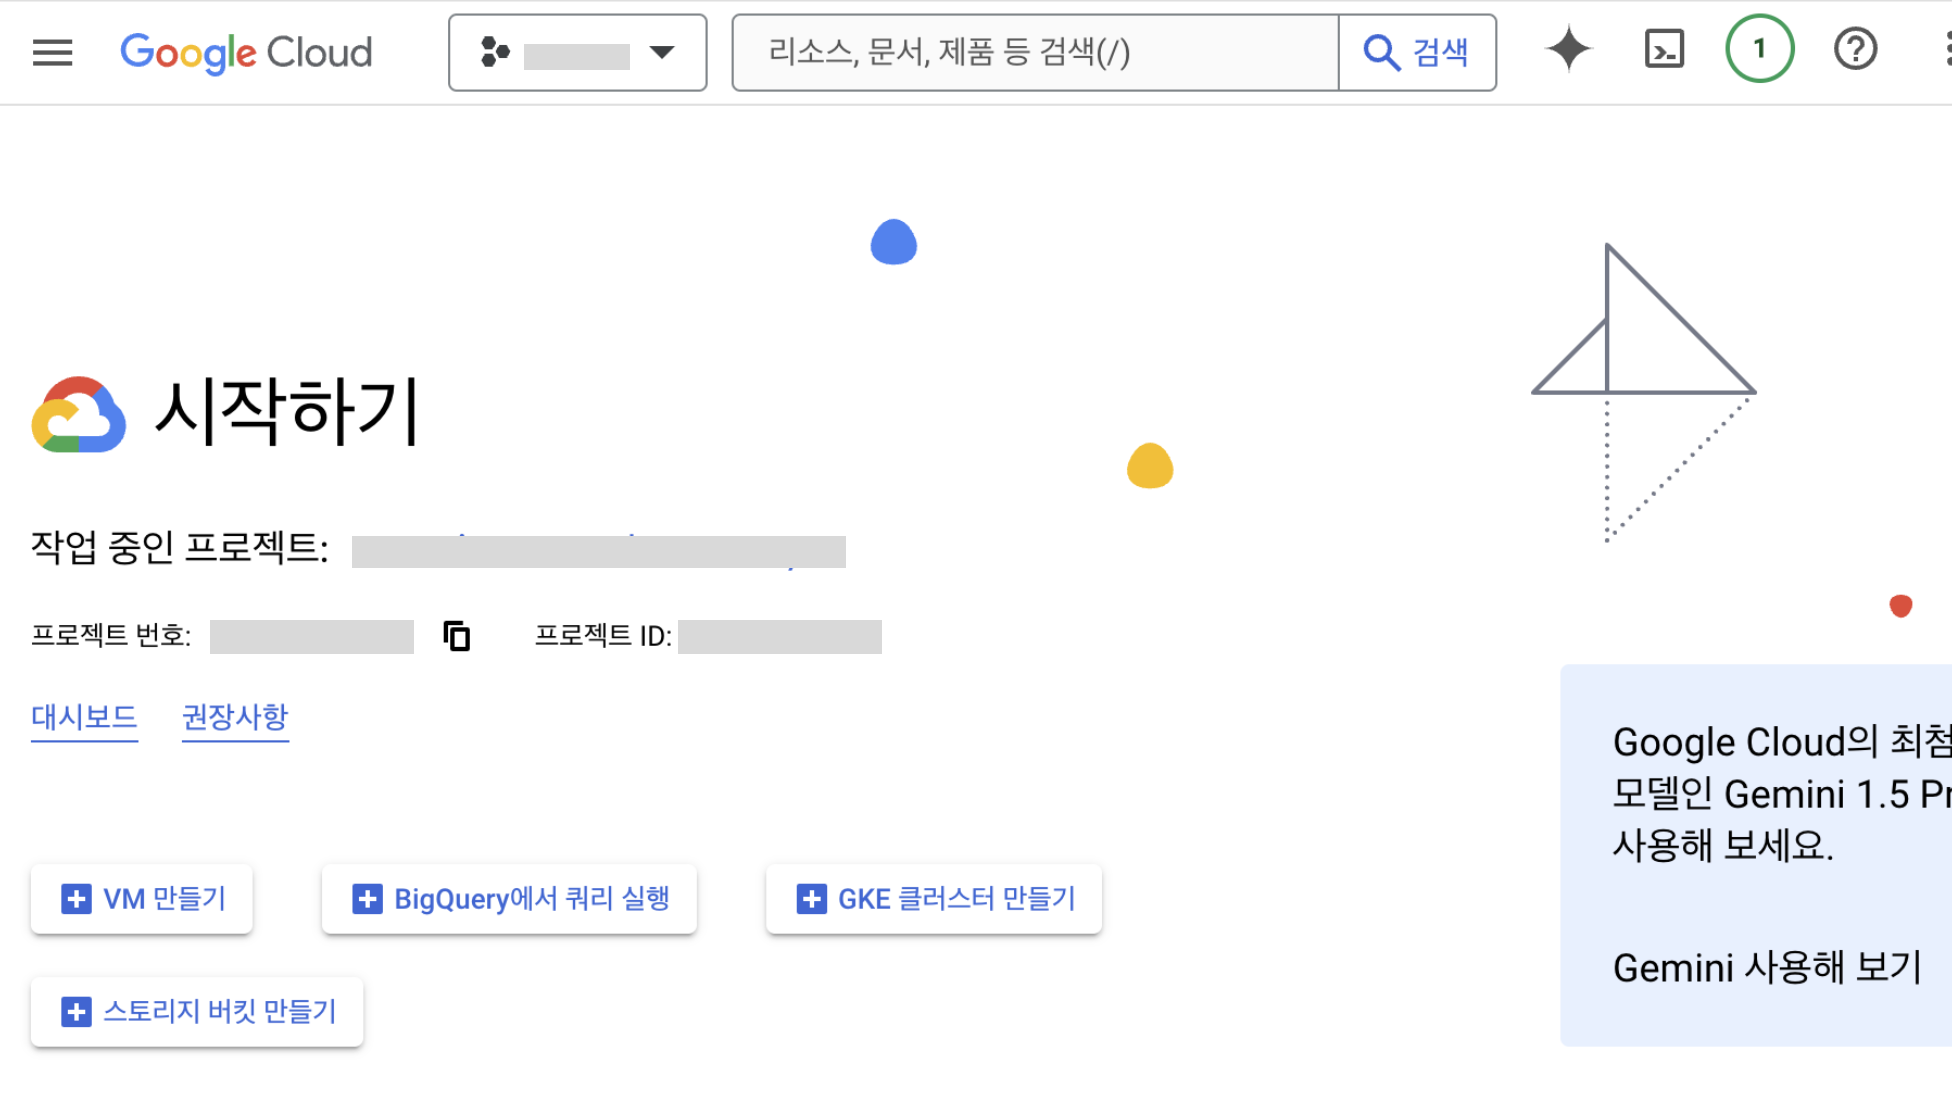 Google Cloud
리소스, 문서, 제품 등 검색(/)
검색
1
시작하기
작업 중인 프로젝트:
프로젝트 번호: 프로젝트 ID:
대시보드 권장사항
Google Cloud의 최첨
모델인 Gemini 1.5 Pr
사용해 보세요.
Gemini 사용해 보기
VM 만들기
BigQuery에서 쿼리 실행
GKE 클러스터 만들기
스토리지 버킷 만들기